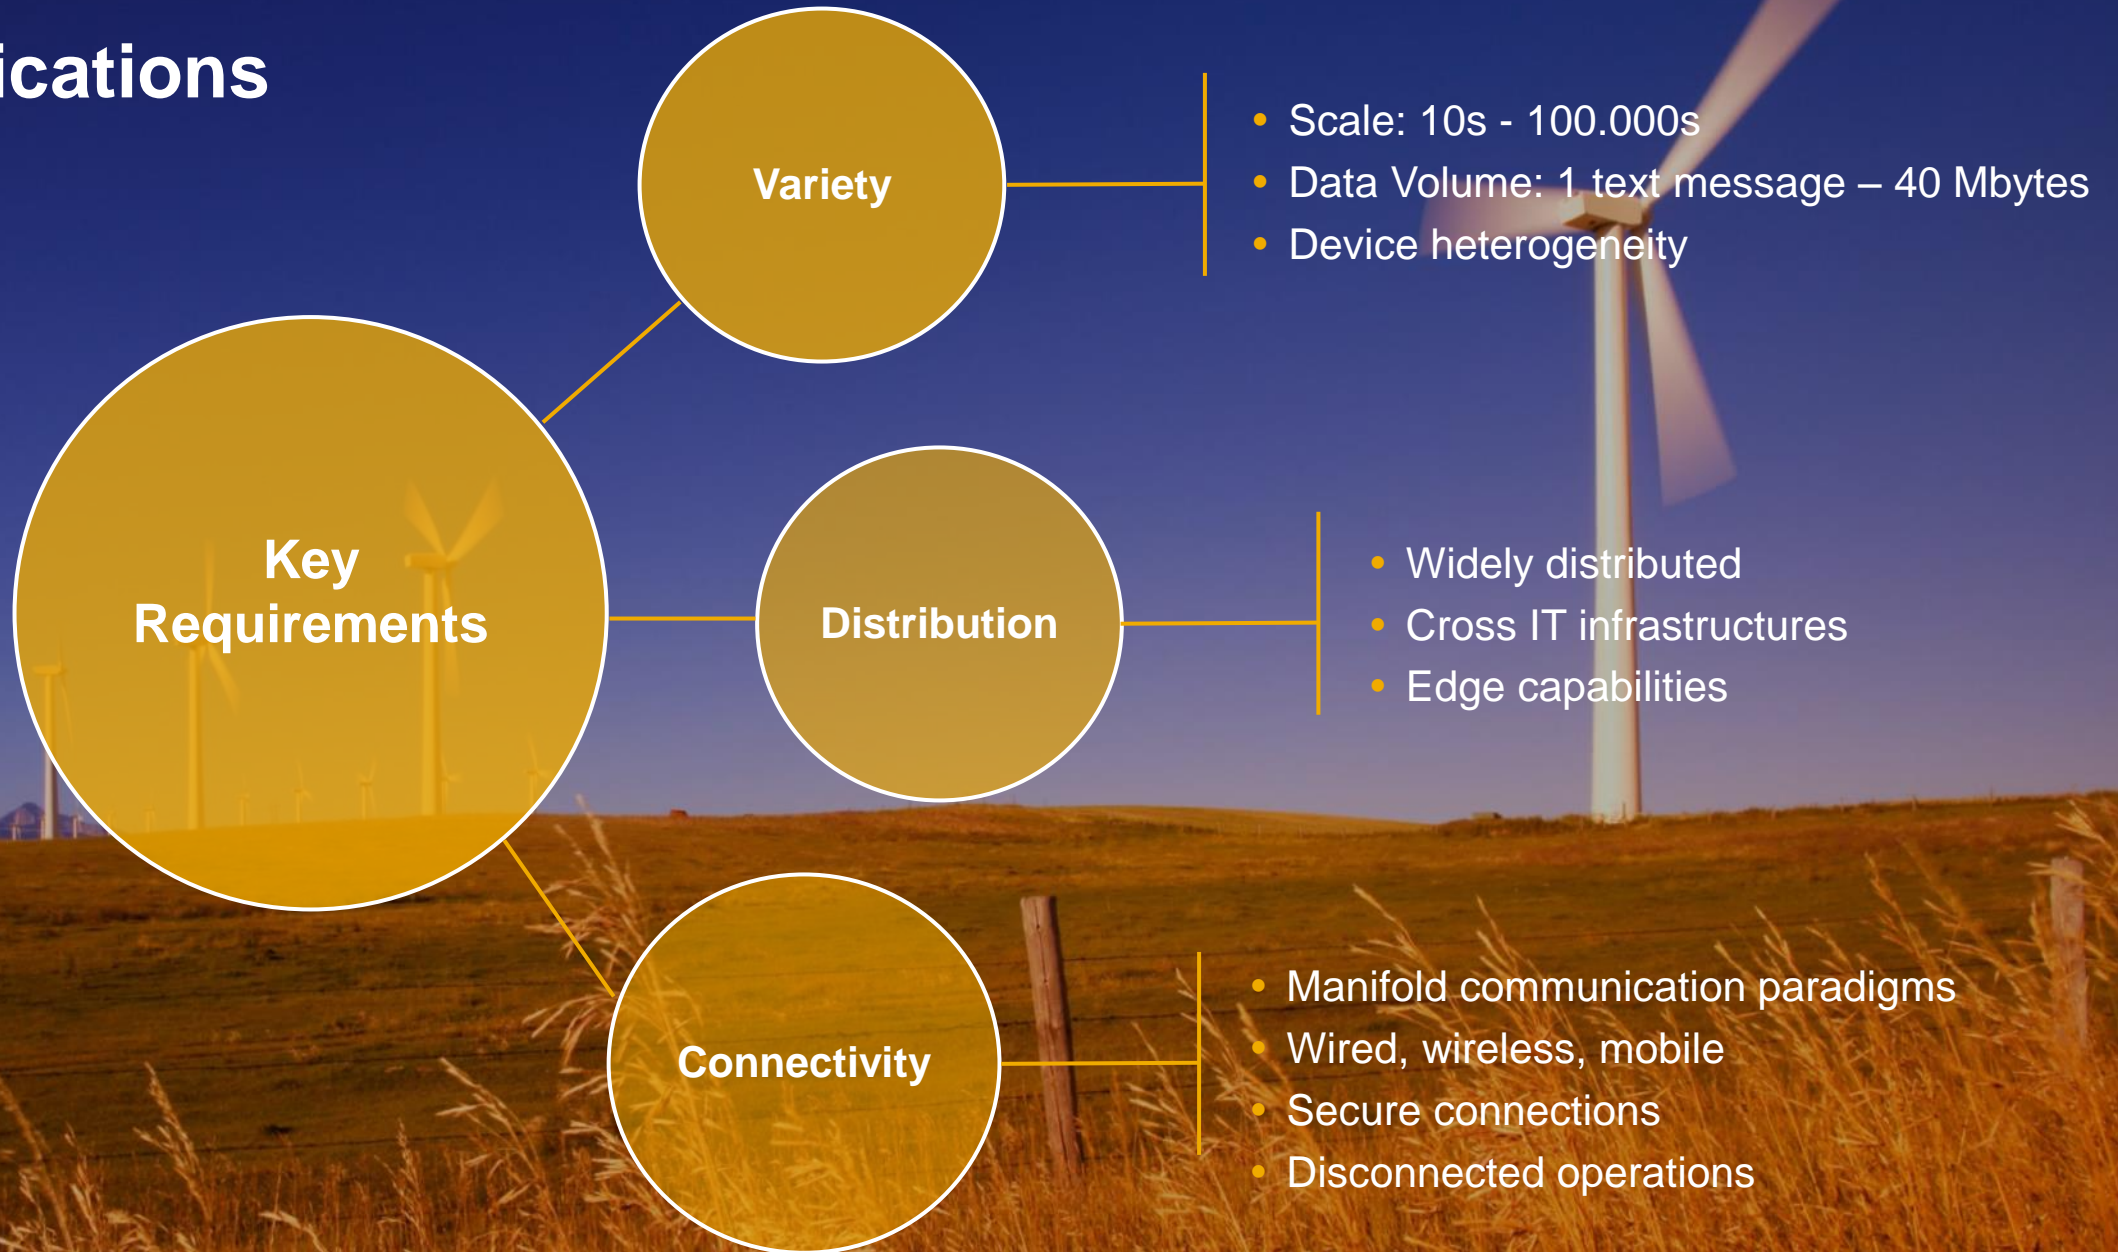 ications
Variety
• Scale: 10s - 100.000s
• Data Volume: 1 text message – 40 Mbytes
• Device heterogeneity
Key
Requirements
Distribution
• Widely distributed
• Cross IT infrastructures
• Edge capabilities
Connectivity
• Manifold communication paradigms
• Wired, wireless, mobile
• Secure connections
• Disconnected operations